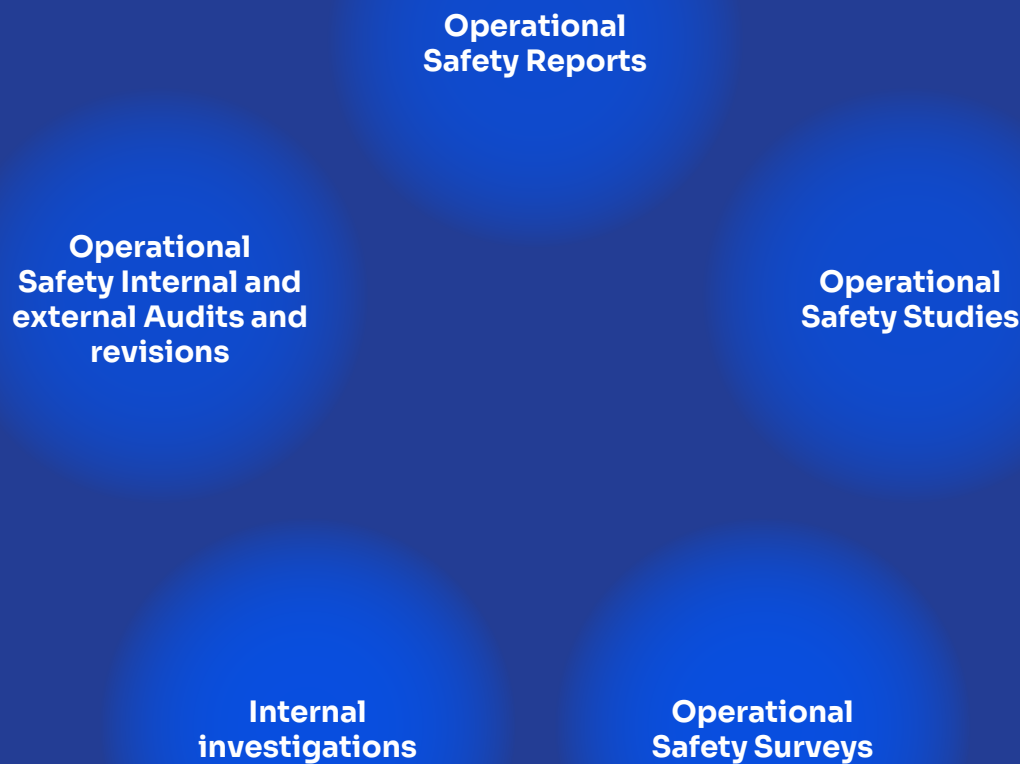 Operational
Safety Reports
Operational
Safety Internal and
external Audits and
revisions
Operational
Safety Studies
Internal
investigations
Operational
Safety Surveys